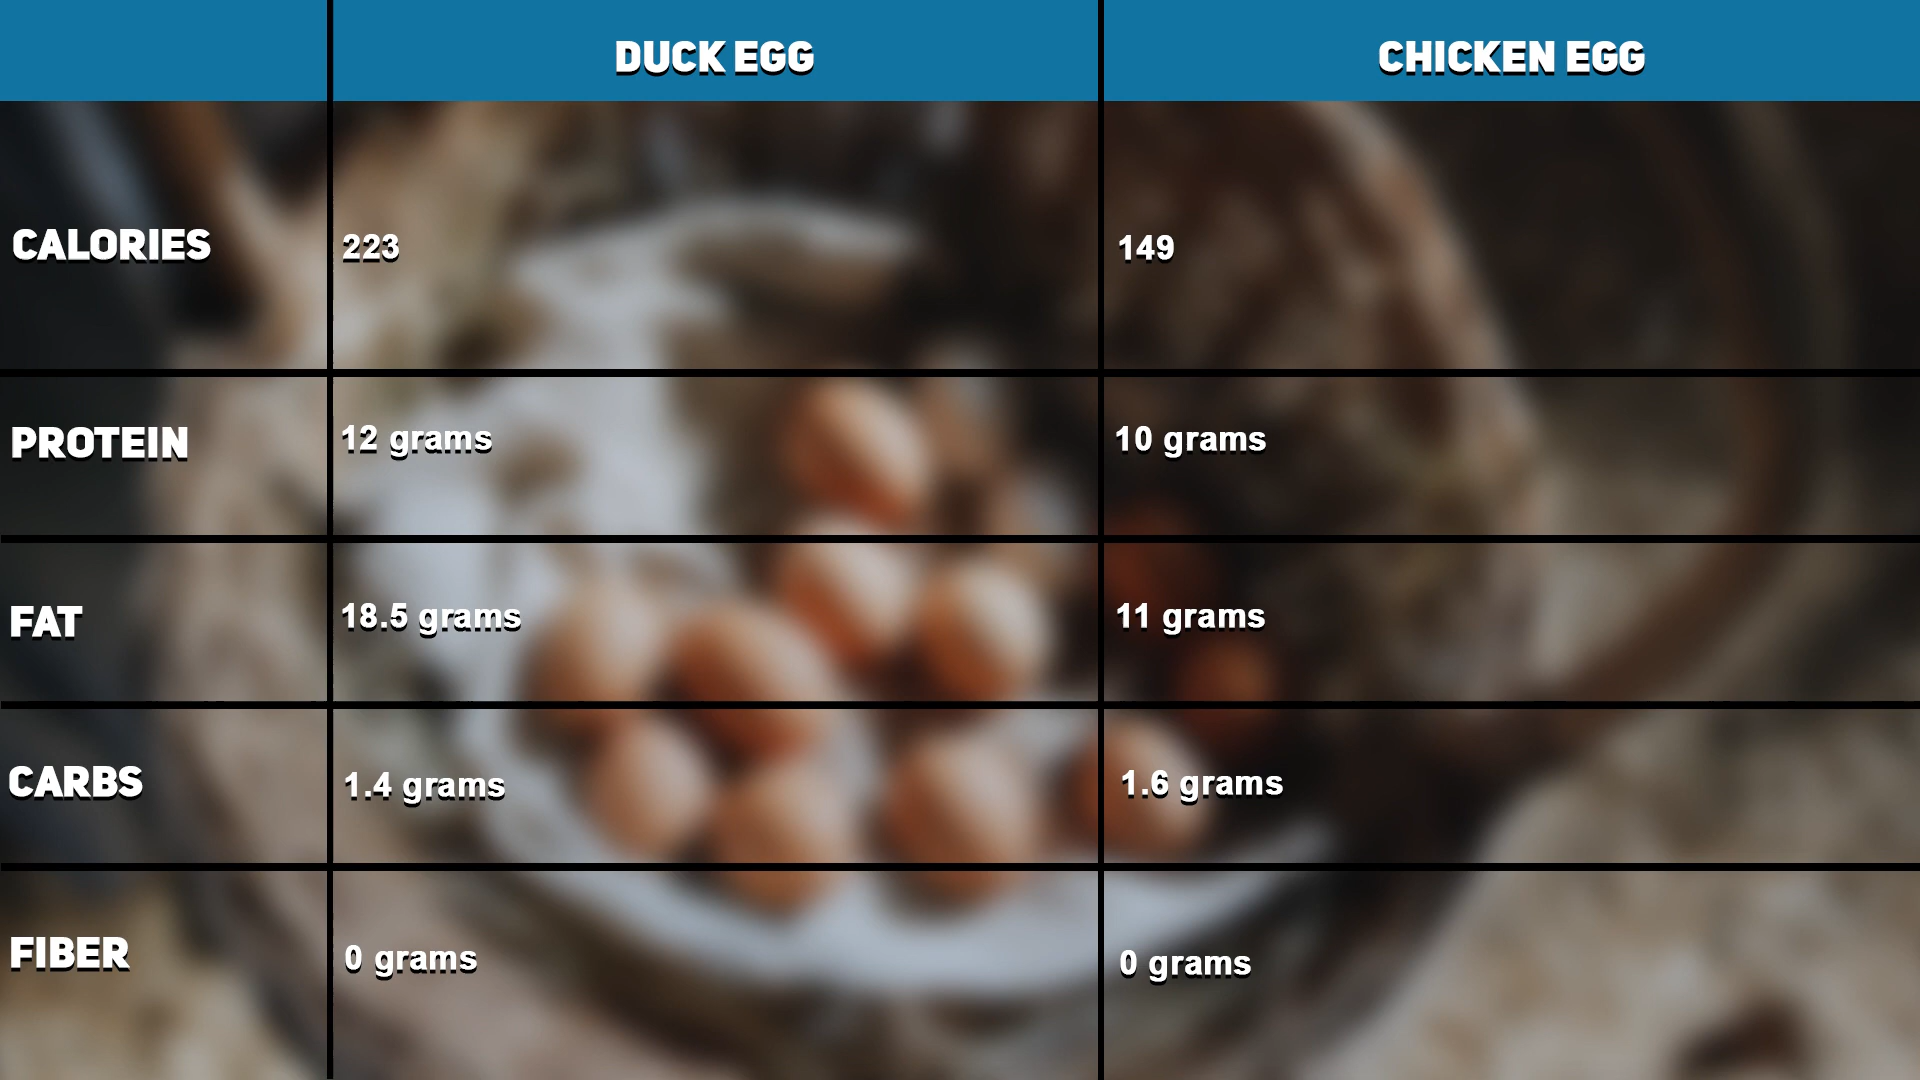 DUCK EGG CHICKEN EGG
CALORIES 223 149
PROTEIN 12 grams 10 grams
FAT 18.5 grams 11 grams
CARBS 1.4 grams 1.6 grams
FIBER 0 grams 0 grams